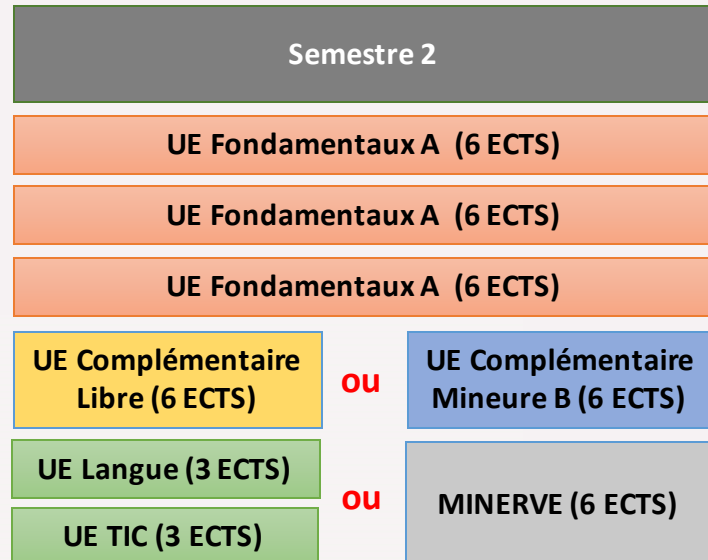 Semestre 2
UE Fondamentaux A (6 ECTS)
UE Fondamentaux A (6 ECTS)
UE Fondamentaux A (6 ECTS)
UE Complémentaire
Libre (6 ECTS)
ou
UE Complémentaire
Mineure B (6 ECTS)
UE Langue (3 ECTS)
UE TIC (3 ECTS)
ou
MINERVE (6 ECTS)